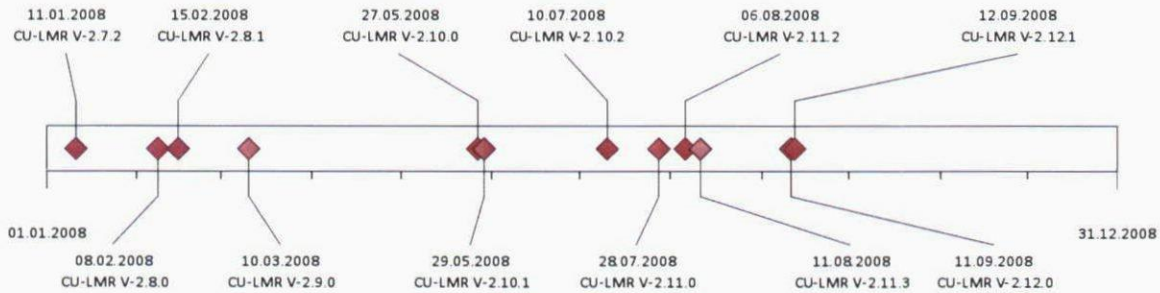 11.01.2008
CU-LMR V-2.7.2
15.02.2008
CU-LMR V-2.8.1
27.05.2008
CU-LMR V-2.10.0
10.07.2008
CU-LMR V-2.10.2
06.08.2008
CU-LMR V-2.11.2
12.09.2008
CU-LMR V-2.12.1
01.01.2008
31.12.2008
08.02.2008
CU-LMR V-2.8.0
10.03.2008
CU-LMR V-2.9.0
29.05.2008
CU-LMR V-2.10.1
28.07.2008
CU-LMR V-2.11.0
11.08.2008
CU-LMR V-2.11.3
11.09.2008
CU-LMR V-2.12.0